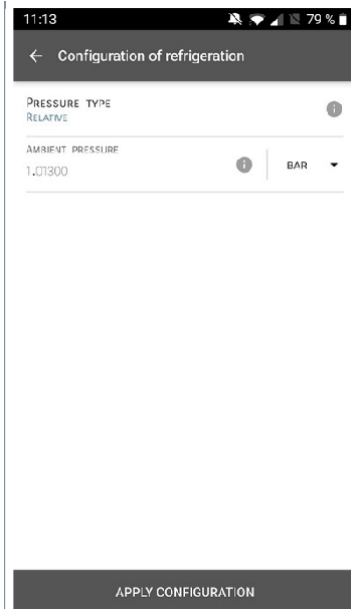 11:13 79 %
Configuration of refrigeration
PRESSURE TYPE
RELATIVE
AMBIENT PRESSURE
1.01300 BAR
APPLY CONFIGURATION